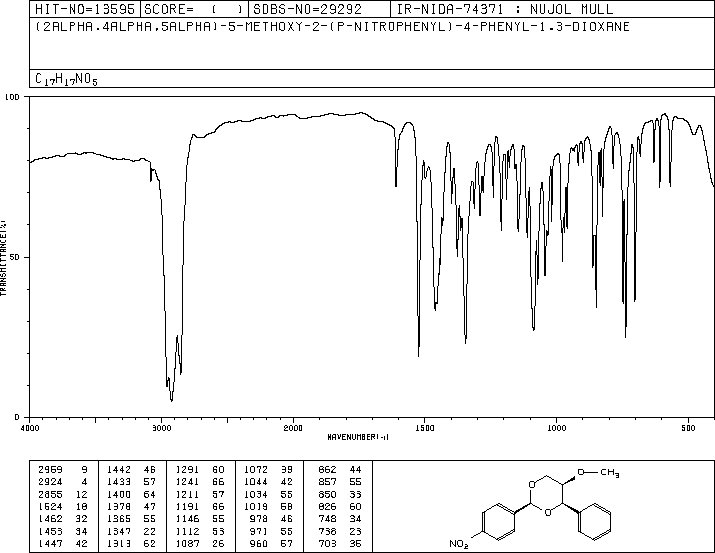 HIT-NO=13595 SCORE= ( ) SDBS-NO=29292 IR-NIDA-74371 : NUJOL MULL
(2ALPHA.4ALPHA,5ALPHA)-5-METHOXY-2-(P-NITROPHENYL)-4-PHENYL-1.3-DIOXANE
C17H17NO5
100
TRANSMITTANCE(%)
50
0
4000 3000 2000 1500 1000 500
WAVENUMBER(-1)
2969 9 1442 46 1291 60 1072 39 862 44
2924 4 1433 57 1241 66 1044 42 857 55
2855 12 1400 64 1211 57 1034 55 850 33
1524 18 1378 47 1191 66 1019 58 826 60
1462 32 1365 55 1146 55 978 46 748 34
1453 34 1347 22 1112 53 971 55 738 23
1447 42 1313 62 1087 26 960 57 703 35
O CH3
O
O
NO2